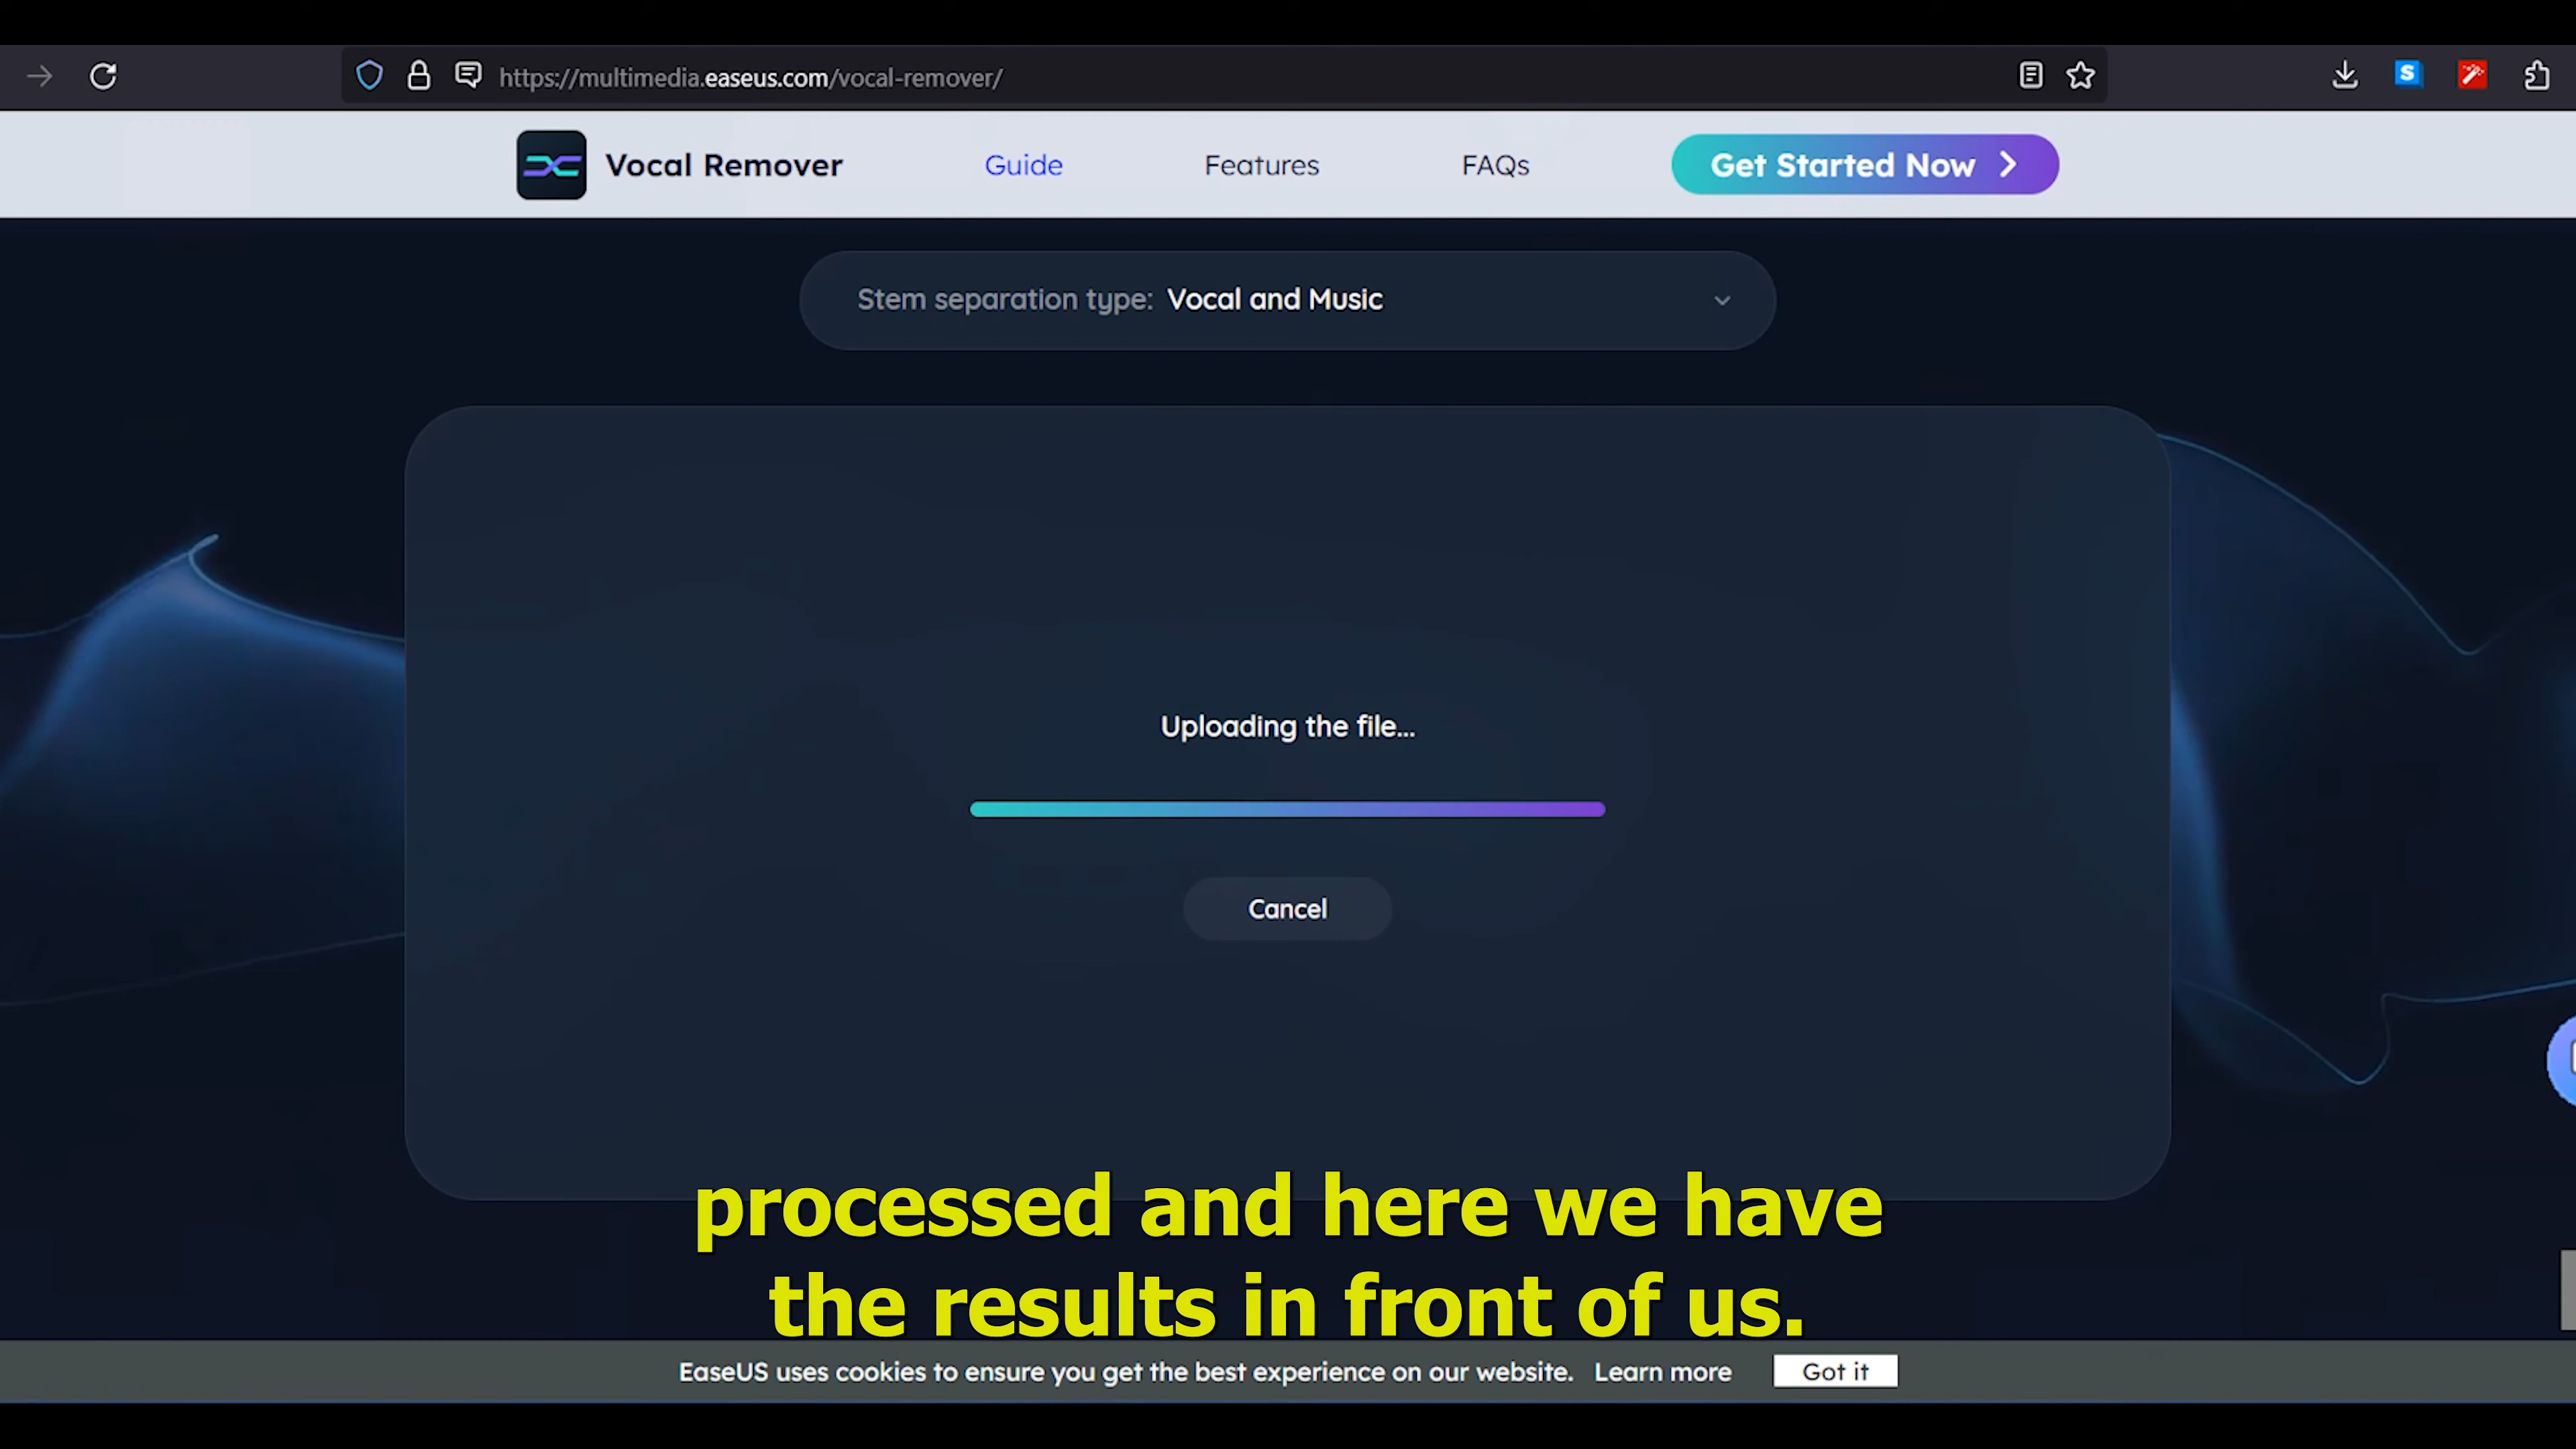 https://multimedia.easeus.com/vocal-remover/
S
Vocal Remover
Guide
Features
FAQs
Get Started Now
Stem separation type: Vocal and Music
Uploading the file...
Cancel
processed and here we have
the results in front of us.
EaseUS uses cookies to ensure you get the best experience on our website. Learn more
Got it